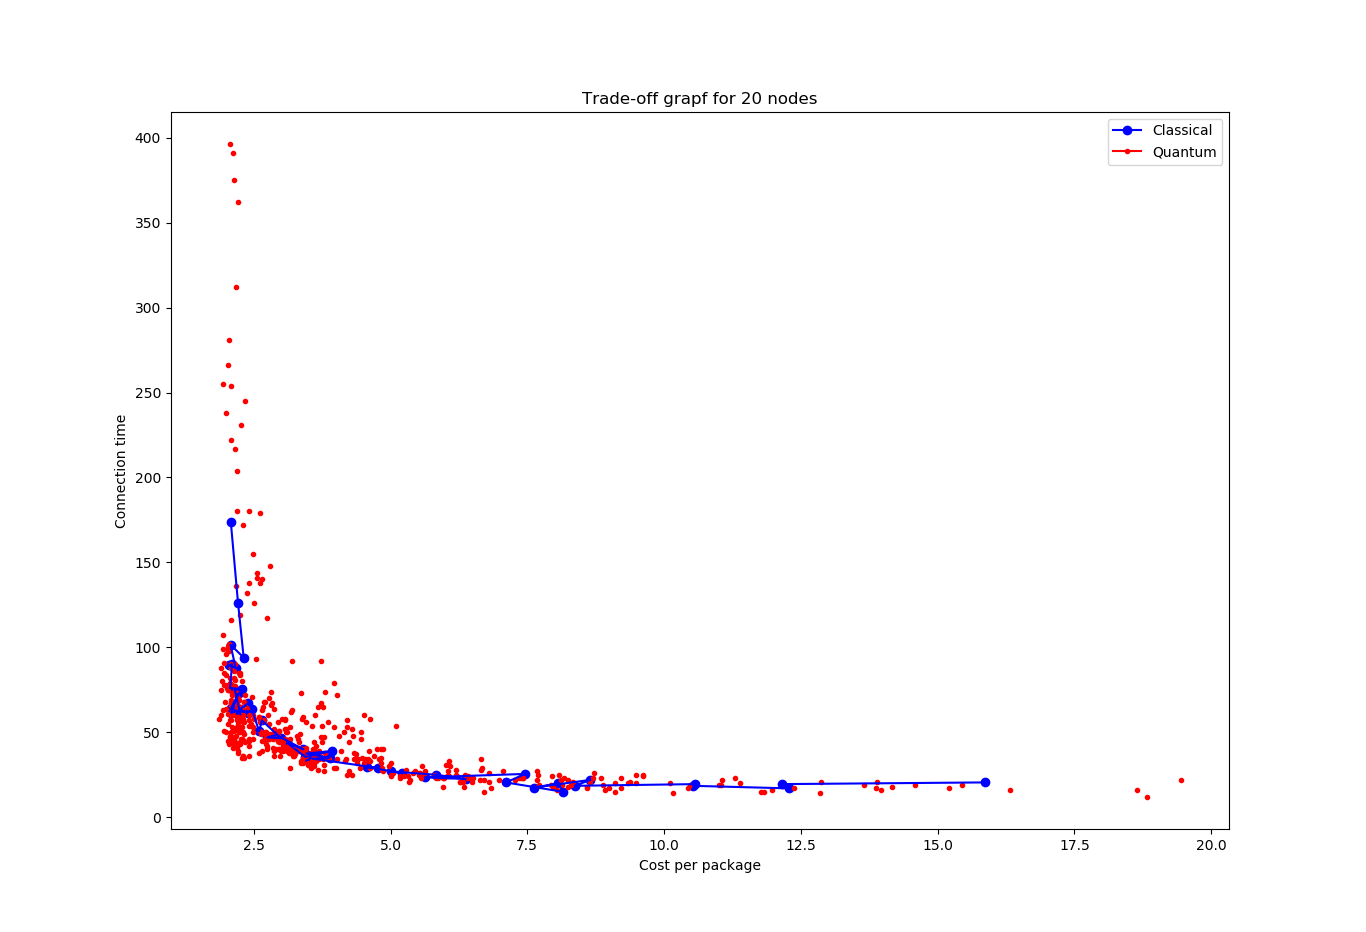 Trade-off grapf for 20 nodes
Classical
Quantum
400
350
300
250
200
150
100
50
0
Connection time
2.5 5.0 7.5 10.0 12.5 15.0 17.5 20.0
Cost per package